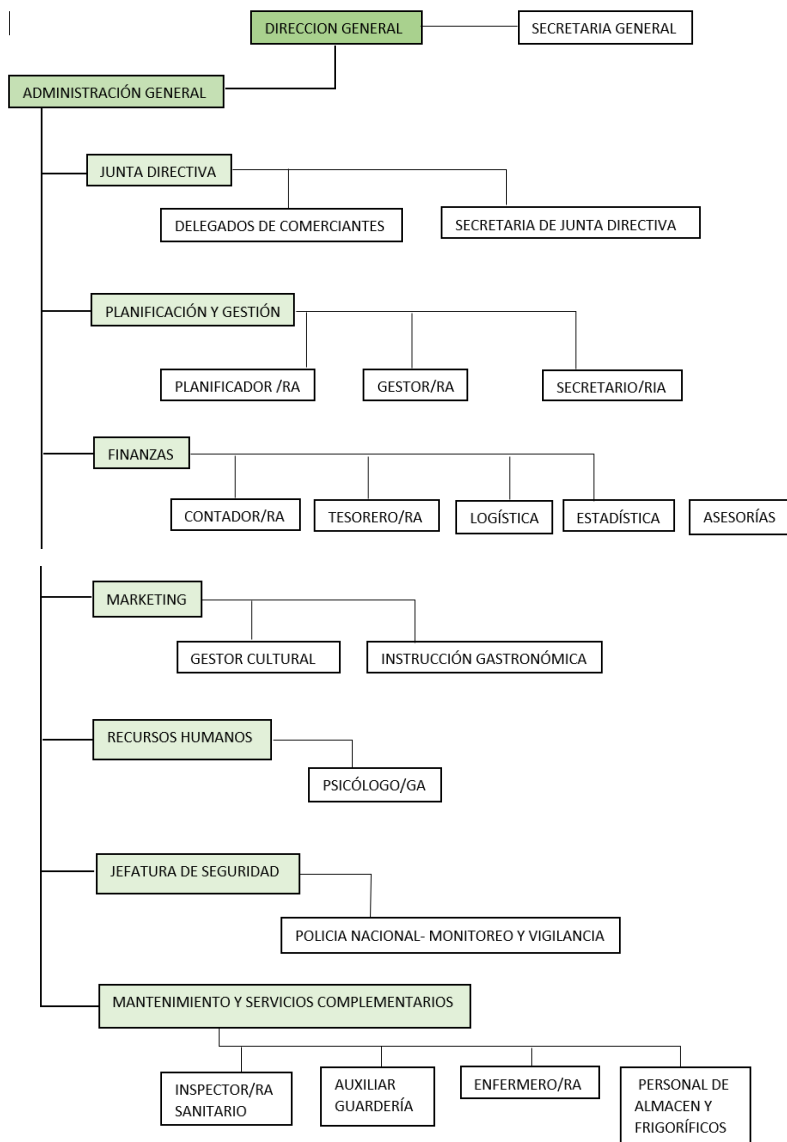 DIRECCION GENERAL
SECRETARIA GENERAL
ADMINISTRACIÓN GENERAL
JUNTA DIRECTIVA
DELEGADOS DE COMERCIANTES
SECRETARIA DE JUNTA DIRECTIVA
PLANIFICACIÓN Y GESTIÓN
PLANIFICADOR /RA
GESTOR/RA
SECRETARIO/RIA
FINANZAS
CONTADOR/RA
TESORERO/RA
LOGÍSTICA
ESTADÍSTICA
ASESORÍAS
MARKETING
GESTOR CULTURAL
INSTRUCCIÓN GASTRONÓMICA
RECURSOS HUMANOS
PSICÓLOGO/GA
JEFATURA DE SEGURIDAD
POLICIA NACIONAL- MONITOREO Y VIGILANCIA
MANTENIMIENTO Y SERVICIOS COMPLEMENTARIOS
INSPECTOR/RA
SANITARIO
AUXILIAR
GUARDERÍA
ENFERMERO/RA
PERSONAL DE
ALMACEN Y
FRIGORÍFICOS